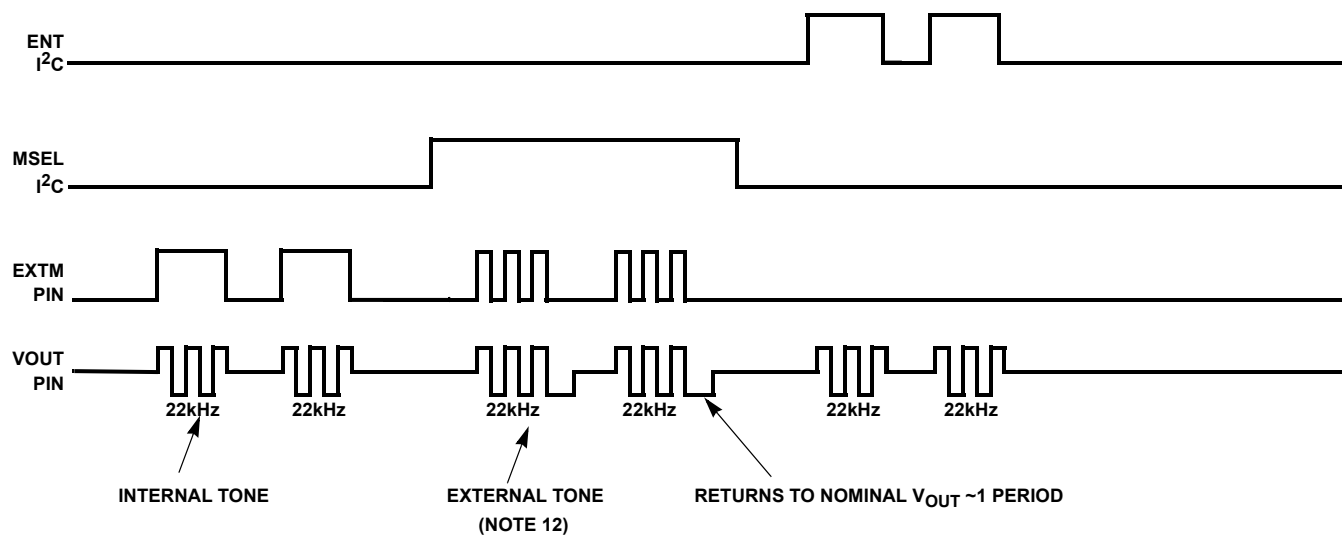 ENT
I²C
MSEL
I²C
EXTM
PIN
VOUT
PIN
22kHz 22kHz 22kHz 22kHz 22kHz 22kHz
INTERNAL TONE
EXTERNAL TONE
(NOTE 12)
RETURNS TO NOMINAL VOUT ~1 PERIOD